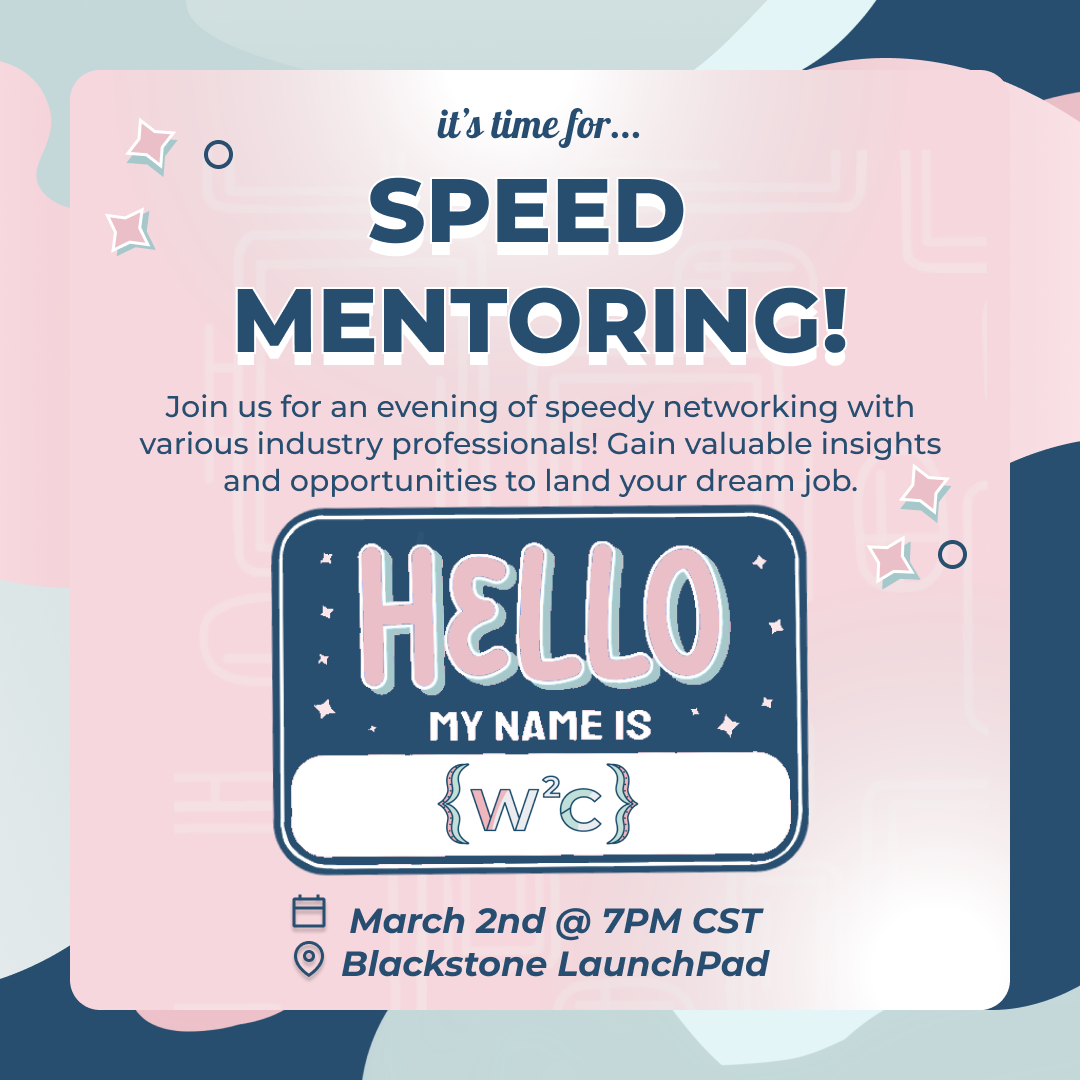 it's time for...
SPEED
MENTORING!
Join us for an evening of speedy networking with
various industry professionals! Gain valuable insights
and opportunities to land your dream job.
HELLO
MY NAME IS
{W²C}
March 2nd @ 7PM CST
Blackstone LaunchPad